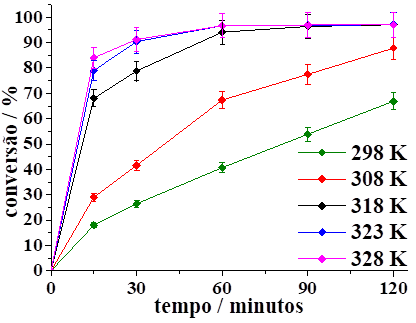 conversão / %
100
90
80
70
60
50
40
30
20
10
0
0 30 60 90 120
tempo / minutos
298 K
308 K
318 K
323 K
328 K